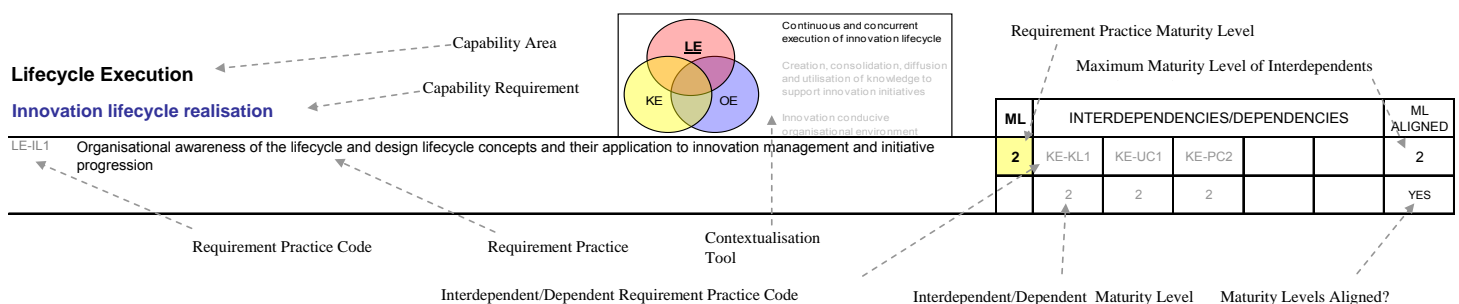 Continuous and concurrent
execution of innovation lifecycle
Creation, consolidation, diffusion
and utilisation of knowledge to
support innovation initiatives
Innovation conducive
organisational environment
LE
KE
OE
Capability Area
Requirement Practice Maturity Level
Maximum Maturity Level of Interdependents
Lifecycle Execution
Capability Requirement
Innovation lifecycle realisation
ML
INTERDEPENDENCIES/DEPENDENCIES
ML
ALIGNED
LE-IL1
Organisational awareness of the lifecycle and design lifecycle concepts and their application to innovation management and initiative
progression
2
KE-KL1
KE-UC1
KE-PC2
2
2
2
2
YES
Requirement Practice Code
Requirement Practice
Contextualisation
Tool
Interdependent/Dependent Requirement Practice Code
Interdependent/Dependent Maturity Level
Maturity Levels Aligned?